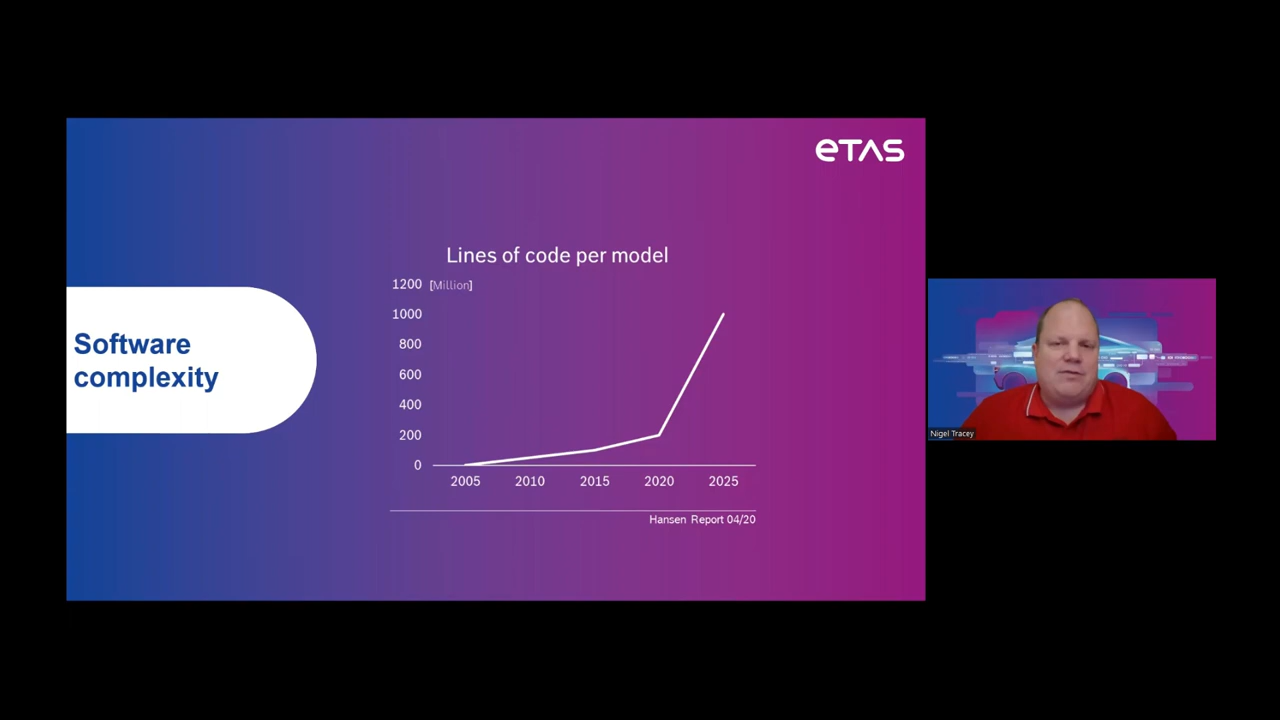 eTAS
Software
complexity
Lines of code per model
1200 [Million]
1000
800
600
400
200
0
2005 2010 2015 2020 2025
Hansen Report 04/20
Nigel Tracey